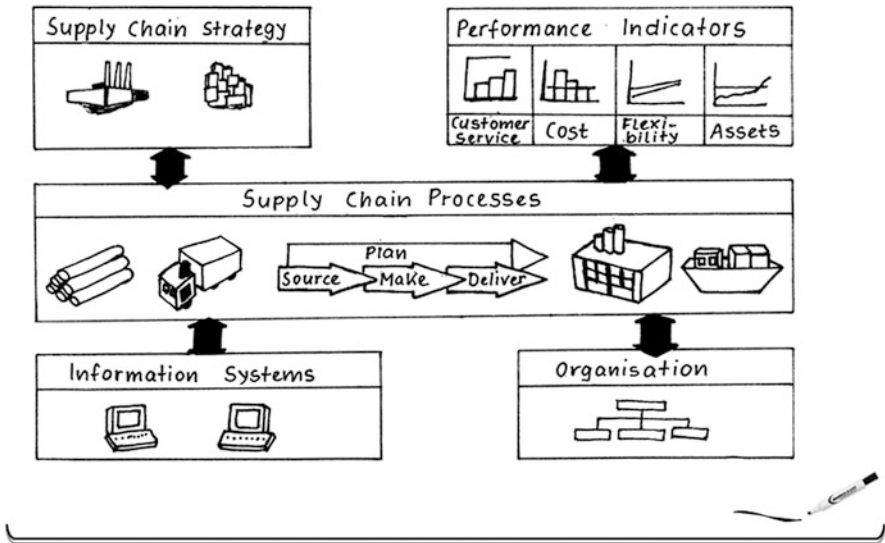 Supply Chain Strategy
Performance Indicators
Customer
service
Cost
Flexi-
bility
Assets
Supply Chain Processes
Plan
Source
Make
Deliver
Information Systems
Organisation